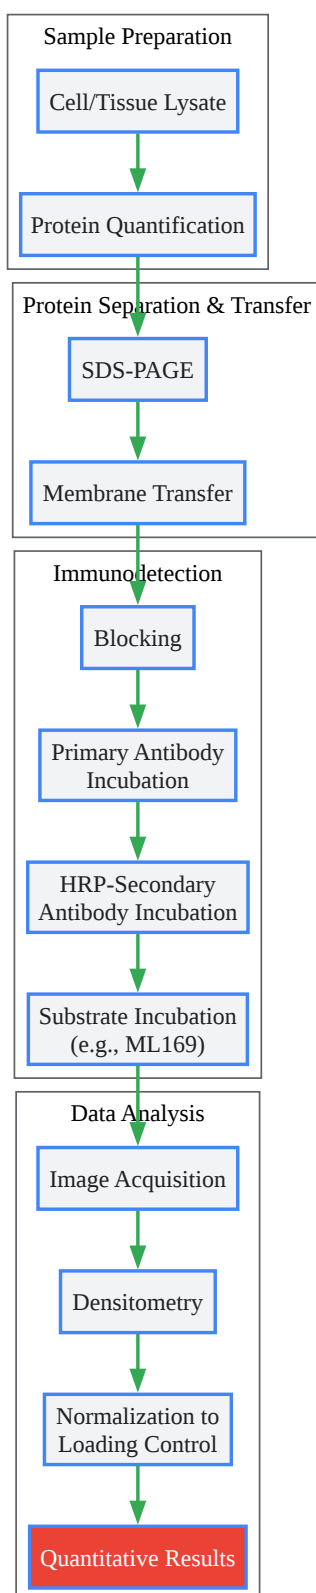 Sample Preparation
Cell/Tissue Lysate
Protein Quantification
Protein Separation & Transfer
SDS-PAGE
Membrane Transfer
Immunodetection
Blocking
Primary Antibody
Incubation
HRP-Secondary
Antibody Incubation
Substrate Incubation
(e.g., ML169)
Data Analysis
Image Acquisition
Densitometry
Normalization to
Loading Control
Quantitative Results